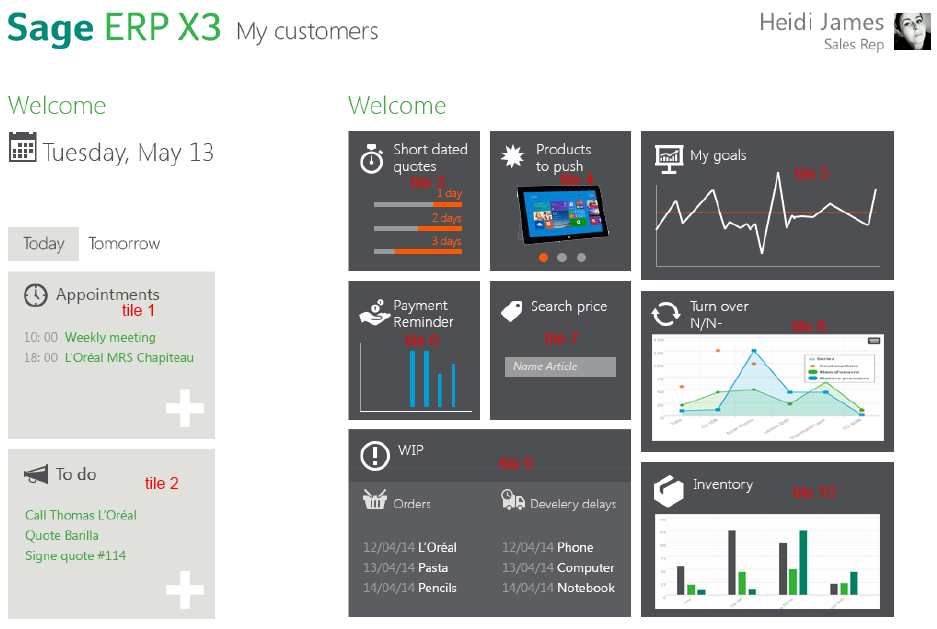 Sage ERP X3 My customers
Heidi James
Sales Rep
Welcome
Tuesday, May 13
Today Tomorrow
Appointments
tile 1
10: 00 Weekly meeting
18: 00 L'Oréal MRS Chapiteau
To do
tile 2
Call Thomas L'Oréal
Quote Barilla
Signe quote #114
Welcome
Short dated
quotes
tile 3
1 day
2 days
3 days
Products
to push
tile 4
My goals
tile 5
Payment
Reminder
tile 6
Search price
tile 7
Name Article
Turn over
N/N-
tile 8
Series
WIP
tile 9
Orders
12/04/14 L'Oréal
13/04/14 Pasta
14/04/14 Pencils
Develery delays
12/04/14 Phone
13/04/14 Computer
14/04/14 Notebook
Inventory
tile 10